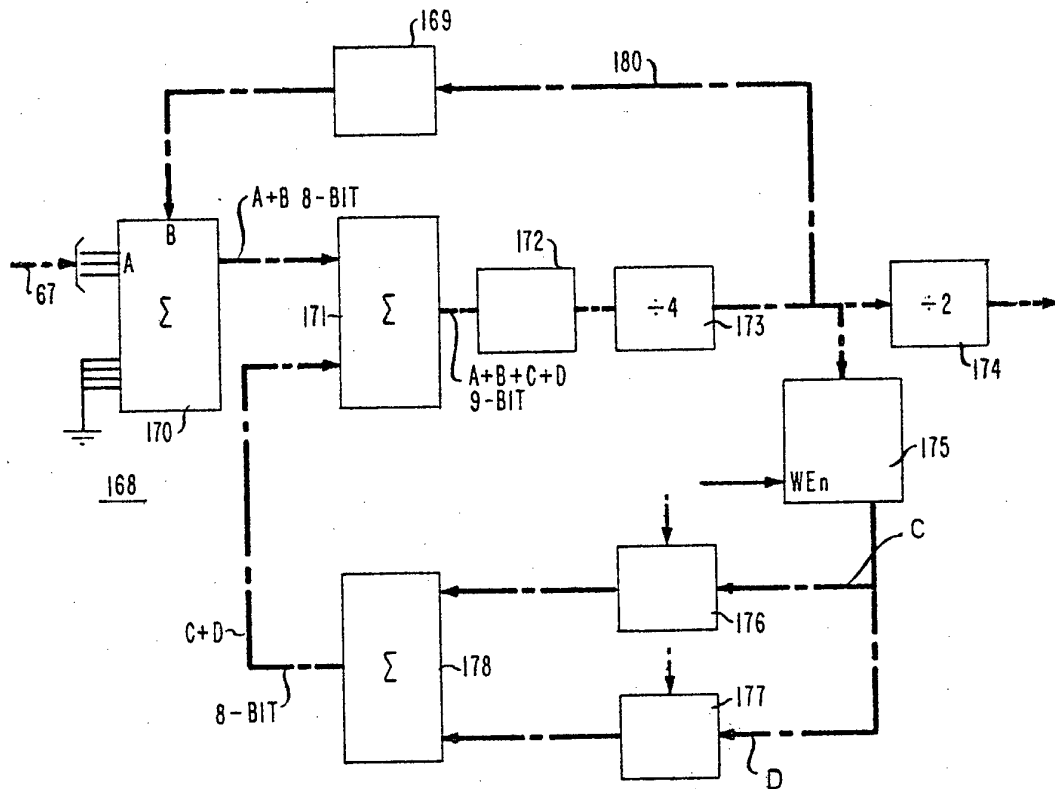 169
180
A+B 8-BIT
B
67
A
Σ
170
168
171
Σ
172
÷4
173
A+B+C+D
9-BIT
÷2
174
175
WEn
C
176
C+D
Σ
178
8-BIT
177
D